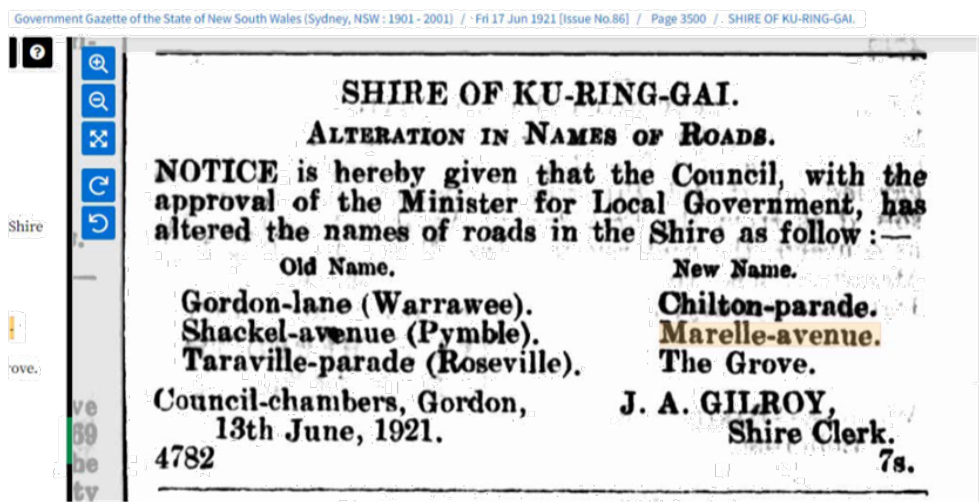 Government Gazette of the State of New South Wales (Sydney, NSW : 1901 - 2001) / Fri 17 Jun 1921 [Issue No.86] / Page 3500 / SHIRE OF KU-RING-GAI.
?
SHIRE OF KU-RING-GAI.
ALTERATION IN NAMES OF ROADS.
NOTICE is hereby given that the Council, with the
approval of the Minister for Local Government, has
altered the names of roads in the Shire as follow :—
Old Name. New Name.
Gordon-lane (Warrawee). Chilton-parade.
Shackel-avenue (Pymble). Marelle-avenue.
Taraville-parade (Roseville). The Grove.
Council-chambers, Gordon, J. A. GILROY,
13th June, 1921. Shire Clerk.
4782 7s.
Shire
ove.
ve
69
he
ty